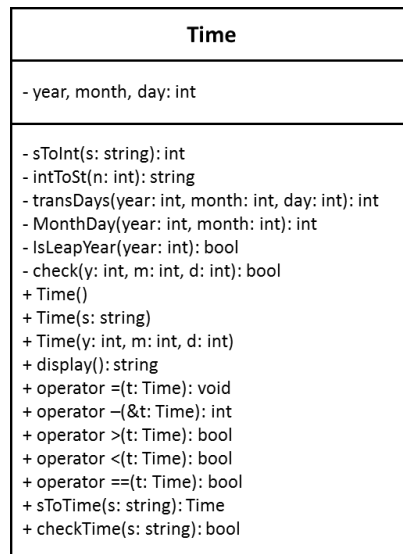 Time
- year, month, day: int
- sToInt(s: string): int
- intToSt(n: int): string
- transDays(year: int, month: int, day: int): int
- MonthDay(year: int, month: int): int
- IsLeapYear(year: int): bool
- check(y: int, m: int, d: int): bool
+ Time()
+ Time(s: string)
+ Time(y: int, m: int, d: int)
+ display(): string
+ operator =(t: Time): void
+ operator –(&t: Time): int
+ operator >(t: Time): bool
+ operator <(t: Time): bool
+ operator ==(t: Time): bool
+ sToTime(s: string): Time
+ checkTime(s: string): bool